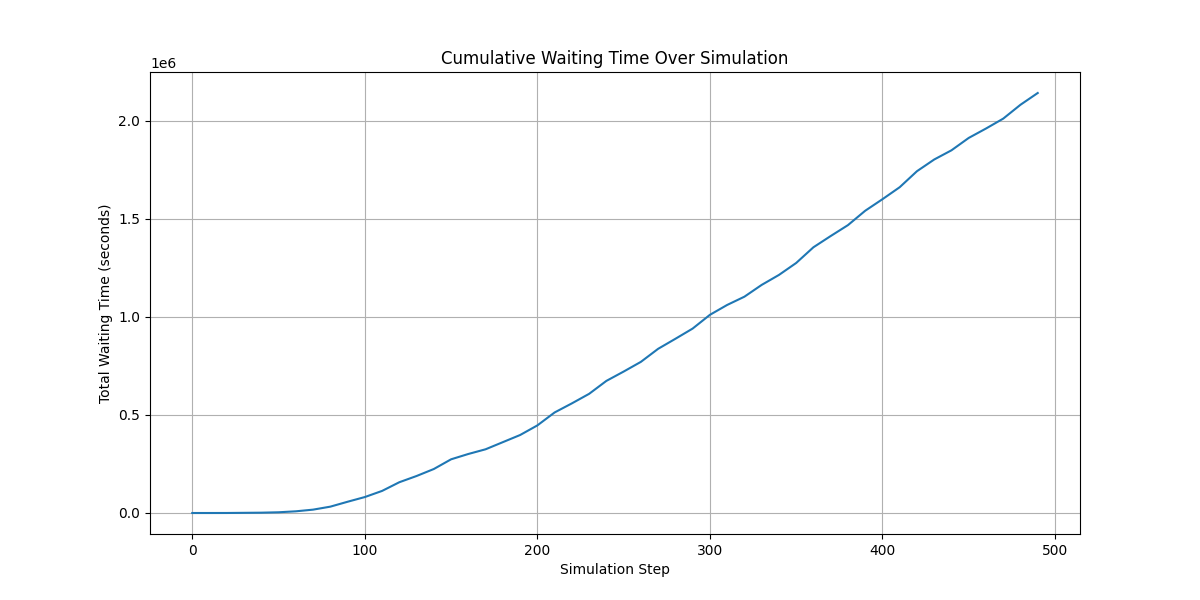 Cumulative Waiting Time Over Simulation
1e6
2.0
1.5
1.0
0.5
0.0
Total Waiting Time (seconds)
0 100 200 300 400 500
Simulation Step